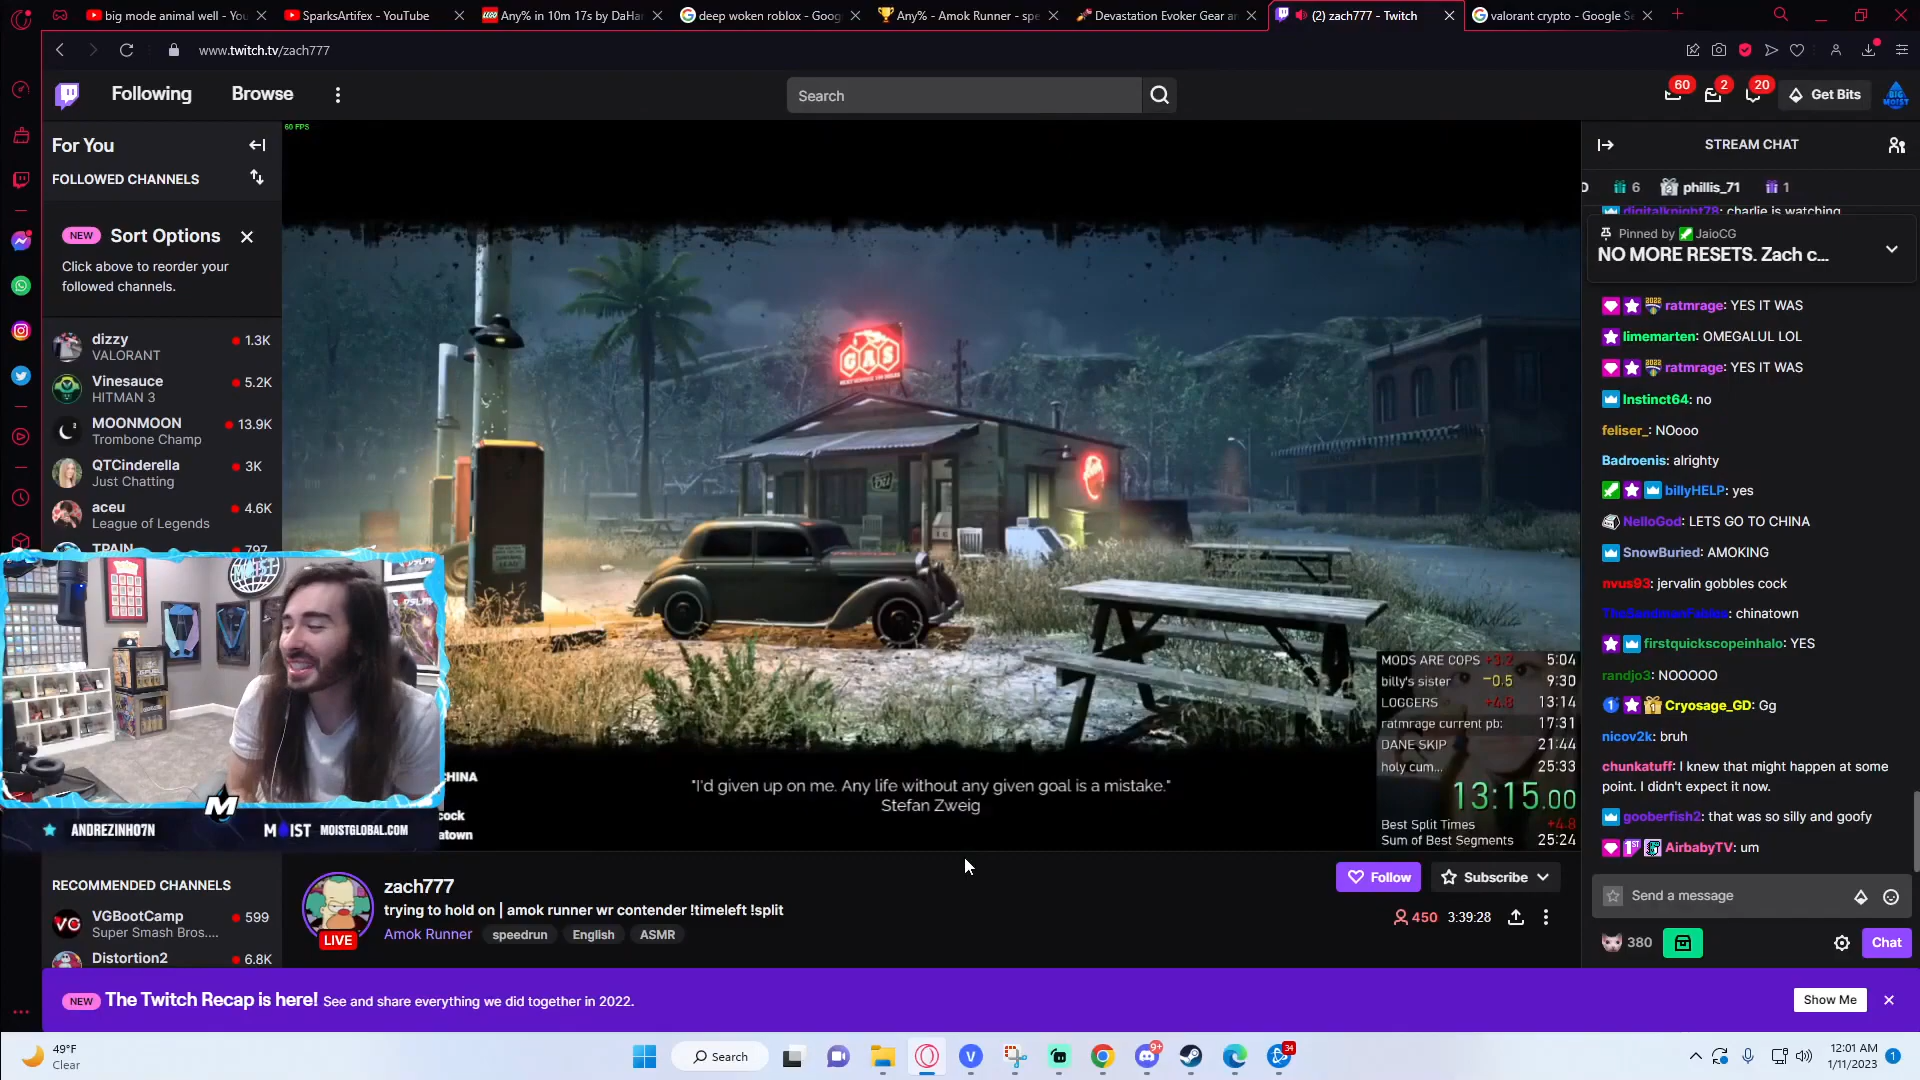 big mode animal well - You
SparksArtifex - YouTube
Any% in 10m 17s by DaHa
deep woken roblox - Goog
Any% - Amok Runner - spe
Devastation Evoker Gear a
(2) zach777 - Twitch
valorant crypto - Google Se
www.twitch.tv/zach777
Following
Browse
Search
60
2
20
Get Bits
60 FPS
For You
FOLLOWED CHANNELS
NEW Sort Options
Click above to reorder your
followed channels.
dizzy 1.3K
VALORANT
Vinesauce 5.2K
HITMAN 3
MOONMOON 13.9K
Trombone Champ
QTCinderella 3K
Just Chatting
aceu 4.6K
League of Legends
TPAIN 797
GAS
HINA
cock
atown
ANDREZINHO7N
MOIST MOISTGLOBAL.COM
"I'd given up on me. Any life without any given goal is a mistake."
Stefan Zweig
MODS ARE COPS +3.2 5:04
billy's sister -0.5 9:30
LOGGERS +4.8 13:14
ratmrage current pb: 17:31
DANE SKIP 21:44
holy cum... 25:33
13:15.00
Best Split Times +4.8
Sum of Best Segments 25:24
RECOMMENDED CHANNELS
VGBootCamp 599
Super Smash Bros....
Distortion2 6.8K
zach777
trying to hold on | amok runner wr contender !timeleft !split
LIVE
Amok Runner speedrun English ASMR
Follow
Subscribe
450 3:39:28
STREAM CHAT
6 phillis_71 1
digitalknight78: charlie is watching
Pinned by JaioCG
NO MORE RESETS. Zach c...
ratmrage: YES IT WAS
limemarten: OMEGALUL LOL
ratmrage: YES IT WAS
Instinct64: no
feliser_: NOooo
Badroenis: alrighty
billyHELP: yes
NelloGod: LETS GO TO CHINA
SnowBuried: AMOKING
nvus93: jervalin gobbles cock
chinatown
firstquickscopeinhalo: YES
randjo3: NOOOOO
Cryosage_GD: Gg
nicov2k: bruh
chunkatuff: I knew that might happen at some
point. I didn't expect it now.
gooberfish2: that was so silly and goofy
AirbabyTV: um
Send a message
380
Chat
NEW The Twitch Recap is here! See and share everything we did together in 2022.
Show Me
49°F
Clear
Search
9+
34
12:01 AM
1/11/2023
1